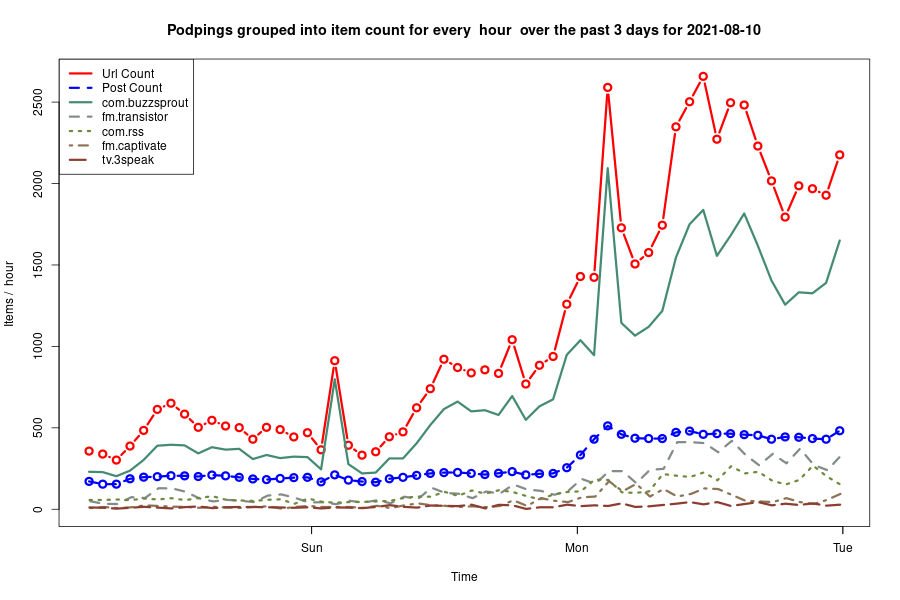 Podpings grouped into item count for every hour over the past 3 days for 2021-08-10
Url Count
Post Count
com.buzzsprout
fm.transistor
com.rss
fm.captivate
tv.3speak
2500
2000
1500
1000
500
0
Items / hour
Sun
Mon
Tue
Time